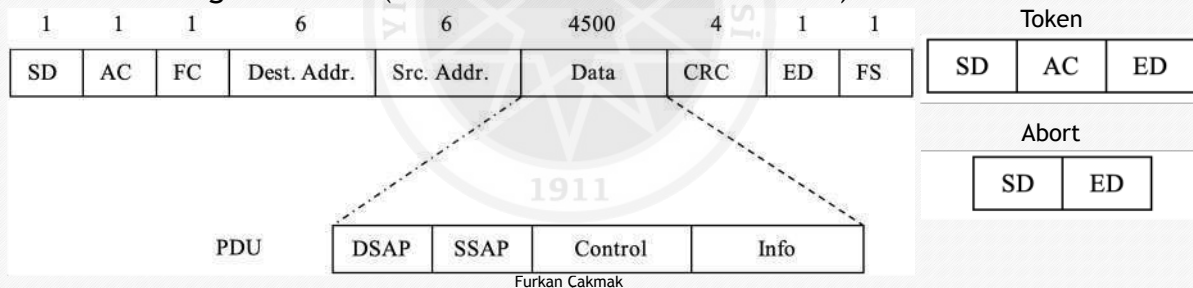 1 1 1 6 6 4500 4 1 1
SD AC FC Dest. Addr. Src. Addr. Data CRC ED FS
Token
SD AC ED
Abort
SD ED
1911
PDU DSAP SSAP Control Info
Furkan Cakmak